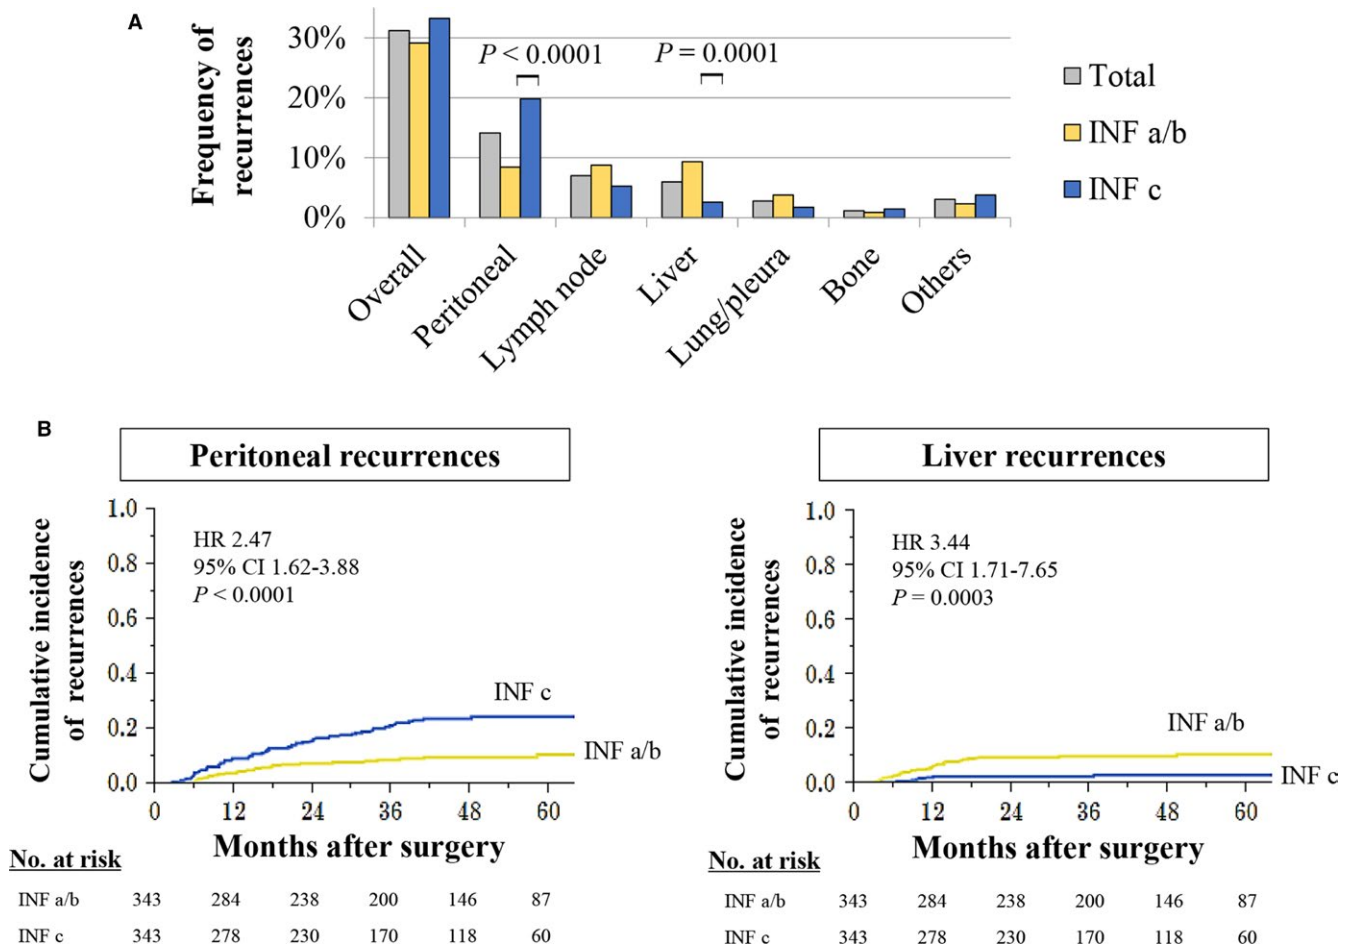 A
Frequency of
recurrences
30%
20%
10%
0%
P < 0.0001
P = 0.0001
Total
INF a/b
INF c
Overall
Peritoneal
Lymph node
Liver
Lung/pleura
Bone
Others
B
Peritoneal recurrences
Cumulative incidence
of recurrences
1.0
0.8
0.6
0.4
0.2
0.0
HR 2.47
95% CI 1.62-3.88
P < 0.0001
INF c
INF a/b
0 12 24 36 48 60
Months after surgery
No. at risk
INF a/b 343 284 238 200 146 87
INF c 343 278 230 170 118 60
Liver recurrences
Cumulative incidence
of recurrences
1.0
0.8
0.6
0.4
0.2
0.0
HR 3.44
95% CI 1.71-7.65
P = 0.0003
INF a/b
INF c
0 12 24 36 48 60
Months after surgery
No. at risk
INF a/b 343 284 238 200 146 87
INF c 343 278 230 170 118 60